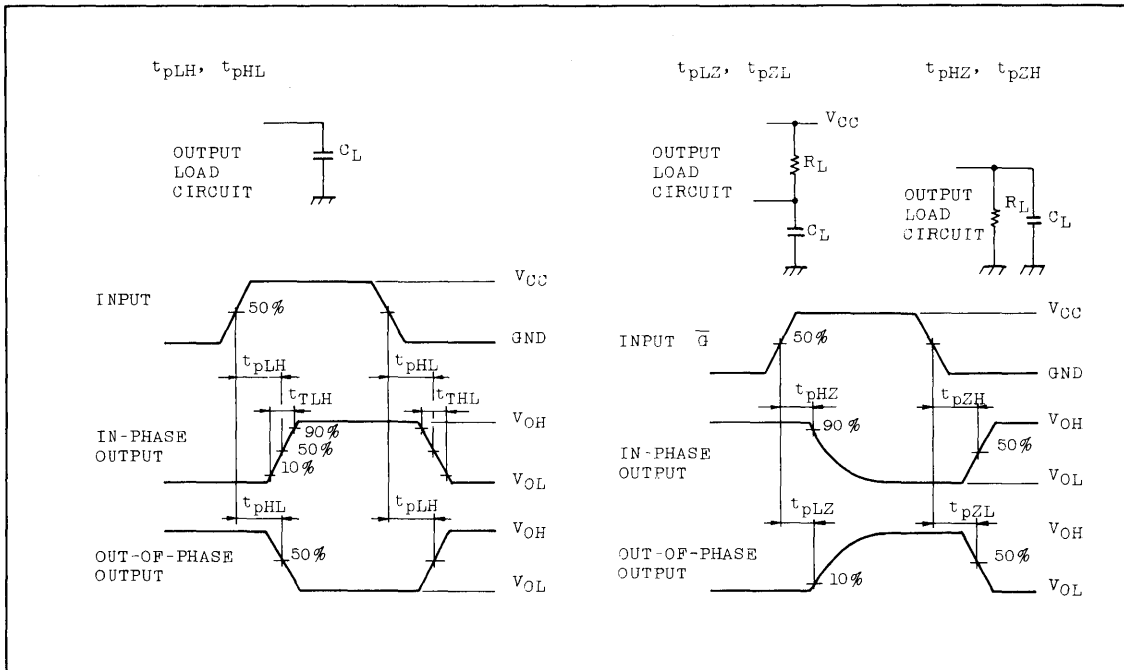 tpLH, tpHL
OUTPUT
LOAD
CIRCUIT
CL
INPUT
50%
VCC
GND
tpLH
tpHL
tTLH
tTHL
IN-PHASE
OUTPUT
90%
50%
10%
VOH
VOL
tpHL
tpLH
OUT-OF-PHASE
OUTPUT
50%
VOH
VOL
tpLZ, tpZL
tpHZ, tpZH
OUTPUT
LOAD
CIRCUIT
VCC
RL
CL
OUTPUT
LOAD
CIRCUIT
RL
CL
INPUT G̅
50%
VCC
GND
tpHZ
tpZH
IN-PHASE
OUTPUT
90%
50%
VOH
VOL
tpLZ
tpZL
OUT-OF-PHASE
OUTPUT
10%
50%
VOH
VOL